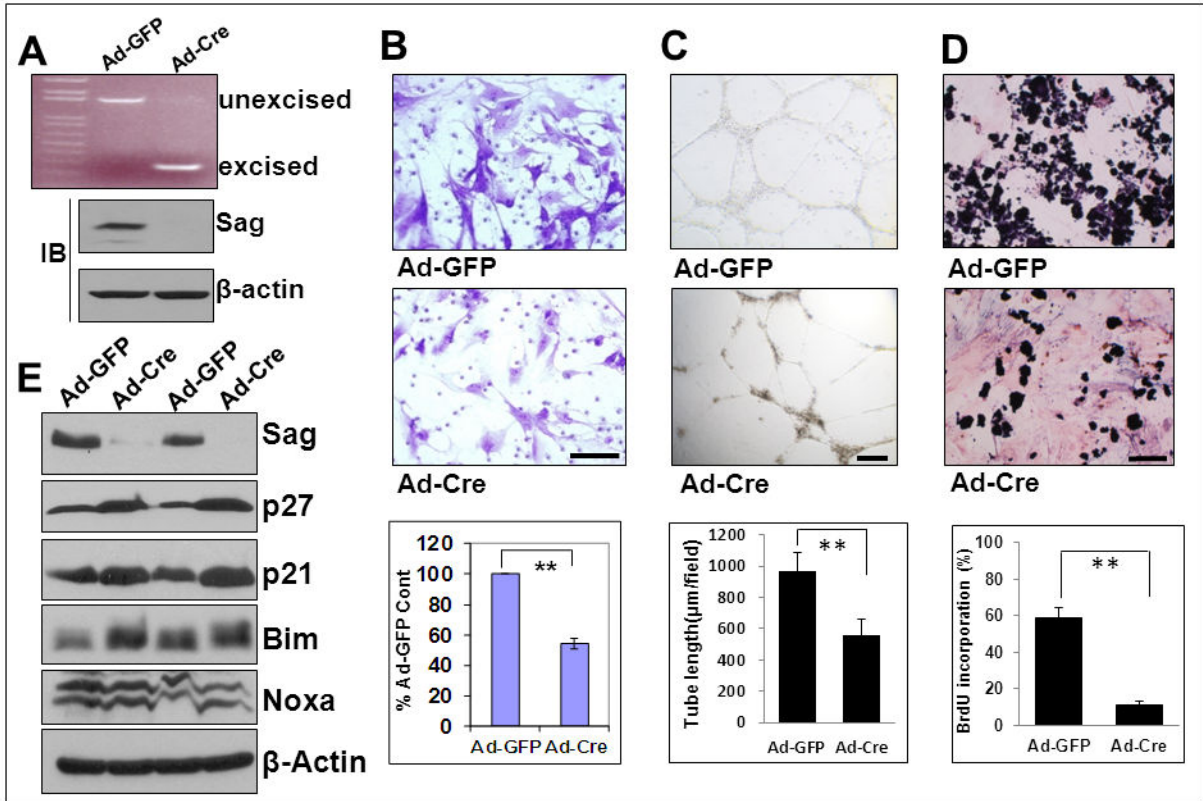 A
Ad-GFP
Ad-Cre
unexcised
excised
IB
Sag
β-actin
B
Ad-GFP
Ad-Cre
% Ad-GFP Cont
120
100
80
60
40
20
0
**
Ad-GFP Ad-Cre
C
Ad-GFP
Ad-Cre
Tube length(µm/field)
1200
1000
800
600
400
200
0
**
Ad-GFP Ad-Cre
D
Ad-GFP
Ad-Cre
BrdU incorporation (%)
100
80
60
40
20
0
**
Ad-GFP Ad-Cre
E
Ad-GFP
Ad-Cre
Ad-GFP
Ad-Cre
Sag
p27
p21
Bim
Noxa
β-Actin